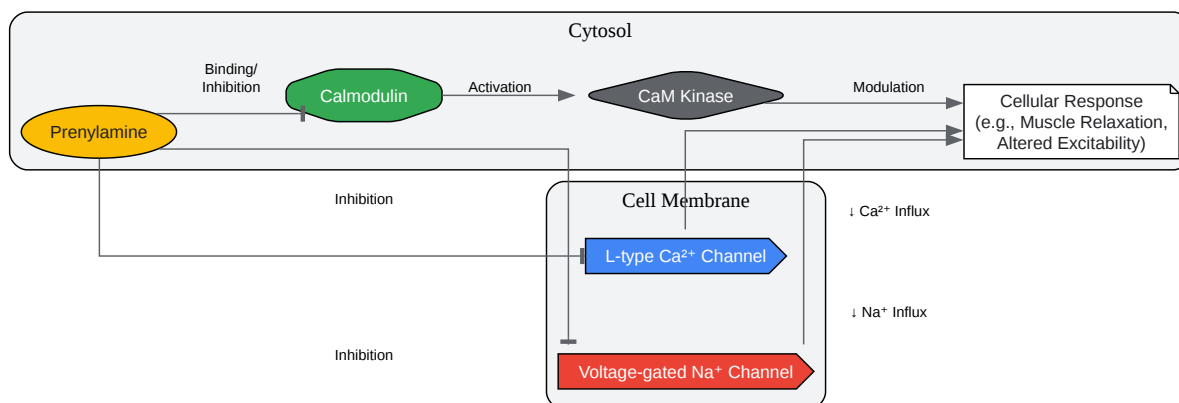 Cytosol
Binding/
Inhibition
Calmodulin
Activation
CaM Kinase
Modulation
Cellular Response
(e.g., Muscle Relaxation,
Altered Excitability)
Prenylamine
Inhibition
Cell Membrane
↓ Ca²⁺ Influx
L-type Ca²⁺ Channel
↓ Na⁺ Influx
Inhibition
Voltage-gated Na⁺ Channel